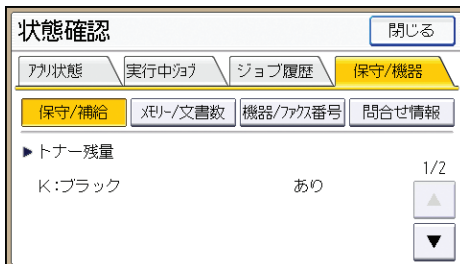 状態確認 閉じる
ｱﾌﾟﾘ状態 実行中ｼﾞｮﾌﾞ ジョブ履歴 保守/機器
保守/補給 ﾒﾓﾘｰ/文書数 機器/ﾌｧｸｽ番号 問合せ情報
▶トナー残量
1/2
K:ブラック あり
▲
▼